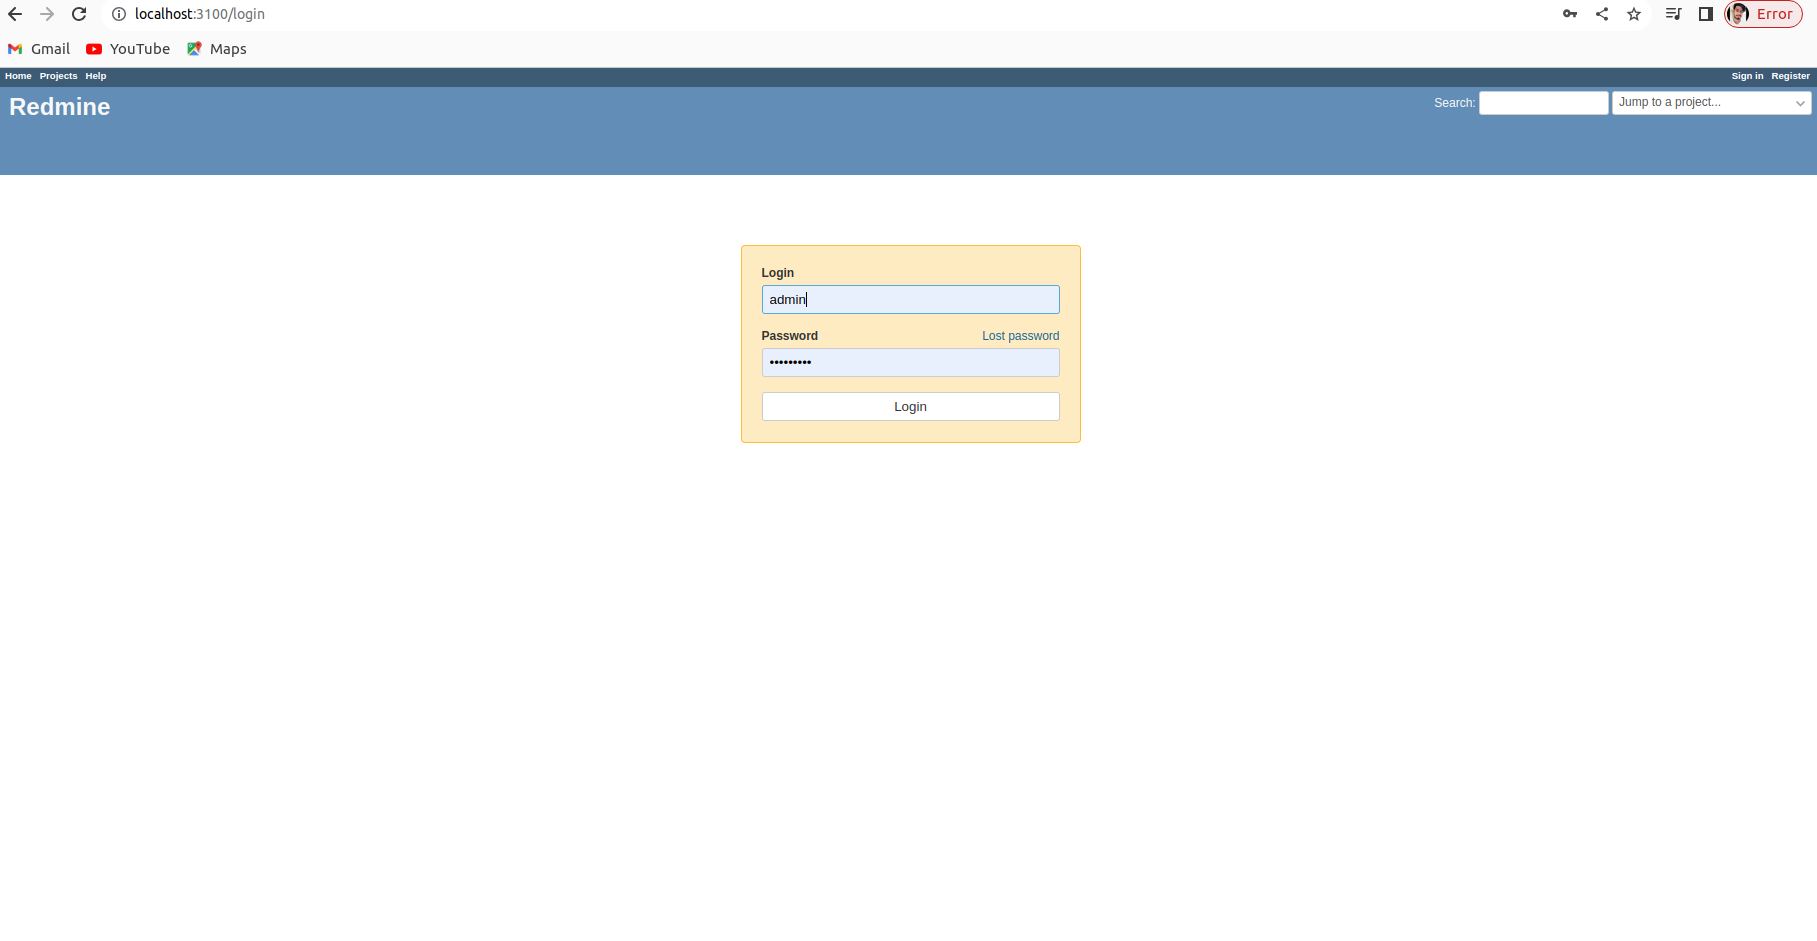 localhost:3100/login
Error
Gmail YouTube Maps
Home Projects Help Sign in Register
Redmine Search: Jump to a project...
Login
admin
Password Lost password
•••••••••
Login